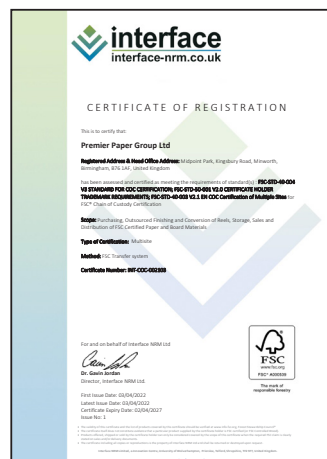 interface
interface-nrm.co.uk
CERTIFICATE OF REGISTRATION
This is to certify that:
Premier Paper Group Ltd
Registered Address & Head Office Address: Midpoint Park, Kingsbury Road, Minworth,
Birmingham, B76 1AF, United Kingdom
has been assessed and certified as meeting the requirements of standard(s): FSC-STD-40-004
V3 STANDARD FOR COC CERTIFICATION; FSC-STD-50-001 V2.0 CERTIFICATE HOLDER
TRADEMARK REQUIREMENTS; FSC-STD-40-003 V2.1 EN COC Certification of Multiple Sites for
FSC® Chain of Custody Certification
Scope: Purchasing, Outsourced Finishing and Conversion of Reels, Storage, Sales and
Distribution of FSC Certified Paper and Board Materials
Type of Certification: Multisite
Method: FSC Transfer system
Certificate Number: INT-COC-002103
For and on behalf of Interface NRM Ltd
Dr. Gavin Jordan
Director, Interface NRM Ltd.
First Issue Date: 03/04/2022
Latest Issue Date: 03/04/2022
Certificate Expiry Date: 02/04/2027
Issue No: 1
FSC
www.fsc.org
FSC® A000539
The mark of
responsible forestry